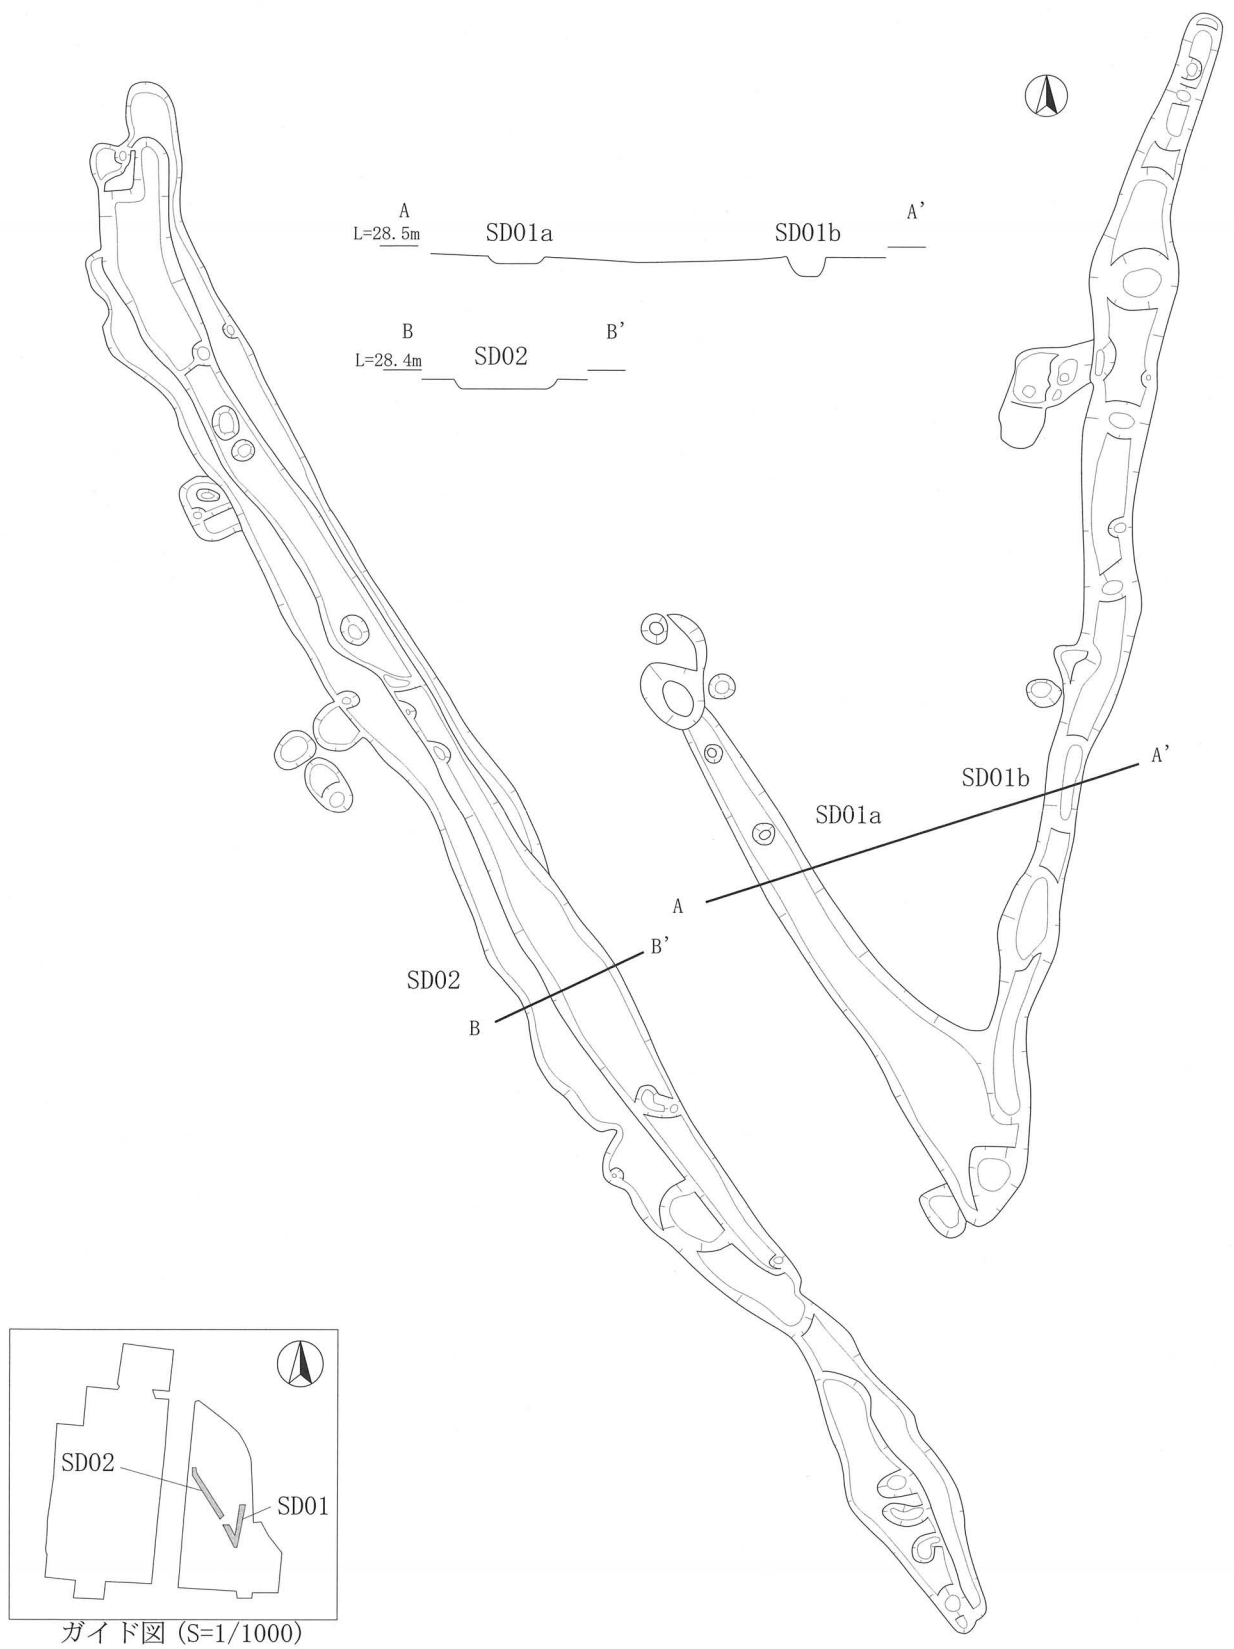 A
A'
L=28.5m
SD01a
SD01b
B
B'
L=28.4m
SD02
A'
SD01b
SD01a
A
B'
SD02
B
SD02
SD01
ガイド図 (S=1/1000)